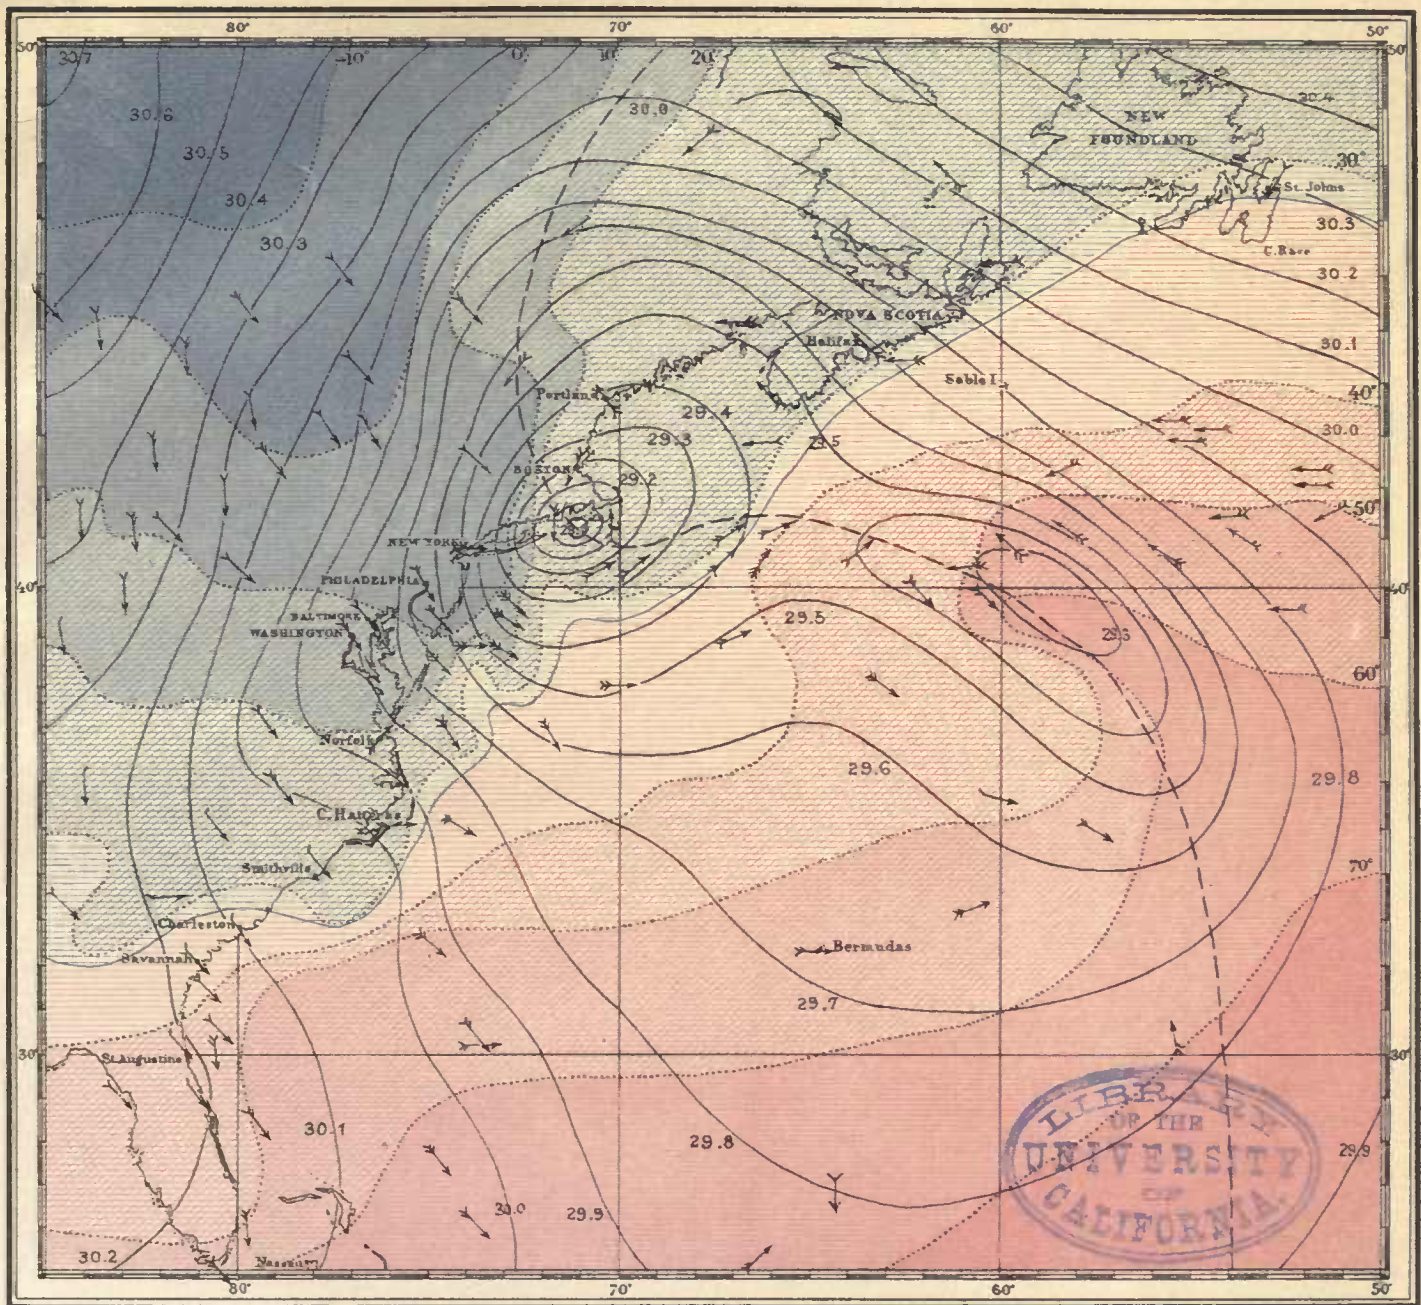 80° 70° 60° 50°
50° 30.7 -10° 0° 10° 20° 50°
30.6 30.0 30.4
NEW
FOUNDLAND
30.5 30°
30.4 St. Johns
30.3 30.3
C. Race
30.2
NOVA SCOTIA
Halifax 30.1
Sable I.
Portland 40°
29.4
29.3 29.5 30.0
BOSTON 29.2
50°
NEW YORK
PHILADELPHIA
40° 40°
BALTIMORE 29.5
WASHINGTON
60°
Norfolk
29.6 29.8
C. Hatteras
Smithville 70°
Charleston
Bermudas
Savannah
29.7
30° St. Augustine 30°
LIBRARY
OF THE
UNIVERSITY
OF
CALIFORNIA.
30.1 29.8 29.9
30.0 29.9
30.2 Nassau
80° 70° 60° 50°